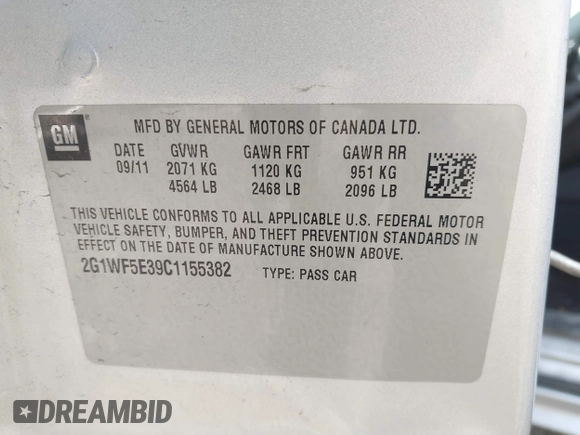 GM
MFD BY GENERAL MOTORS OF CANADA LTD.
DATE GVWR GAWR FRT GAWR RR
09/11 2071 KG 1120 KG 951 KG
4564 LB 2468 LB 2096 LB
THIS VEHICLE CONFORMS TO ALL APPLICABLE U.S. FEDERAL MOTOR
VEHICLE SAFETY, BUMPER, AND THEFT PREVENTION STANDARDS IN
EFFECT ON THE DATE OF MANUFACTURE SHOWN ABOVE.
2G1WF5E39C1155382 TYPE: PASS CAR
DREAMBID